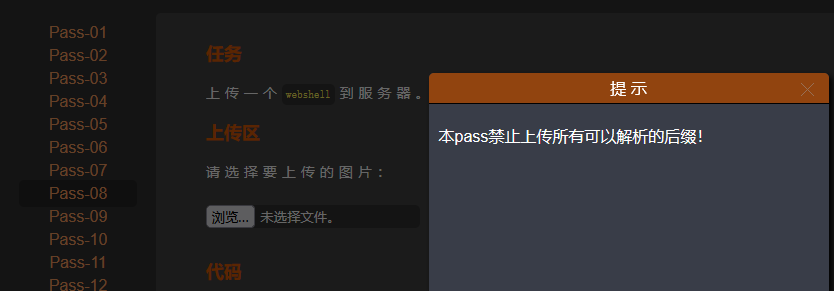 Pass-01
Pass-02
Pass-03
Pass-04
Pass-05
Pass-06
Pass-07
Pass-08
Pass-09
Pass-10
Pass-11
Pass-12
任务
上传一个 webshell 到服务器。
上传区
请选择要上传的图片：
浏览... 未选择文件。
代码
提示
本pass禁止上传所有可以解析的后缀！